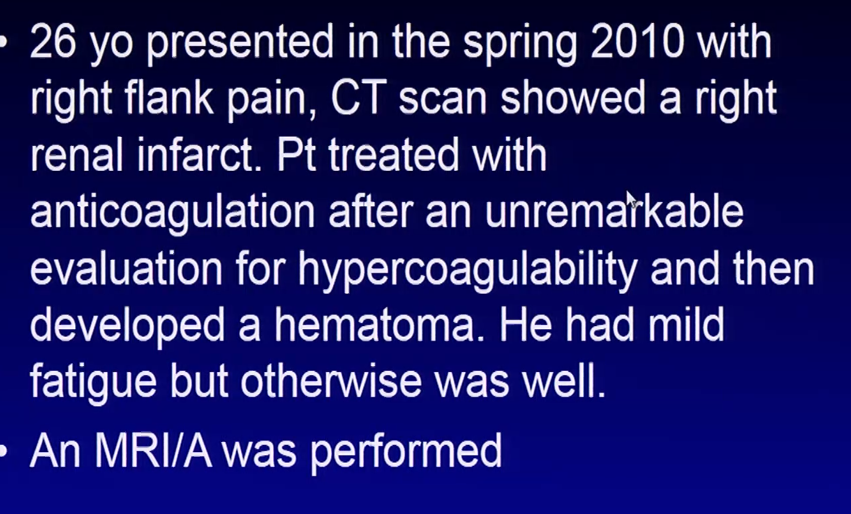 • 26 yo presented in the spring 2010 with
right flank pain, CT scan showed a right
renal infarct. Pt treated with
anticoagulation after an unremarkable
evaluation for hypercoagulability and then
developed a hematoma. He had mild
fatigue but otherwise was well.
• An MRI/A was performed